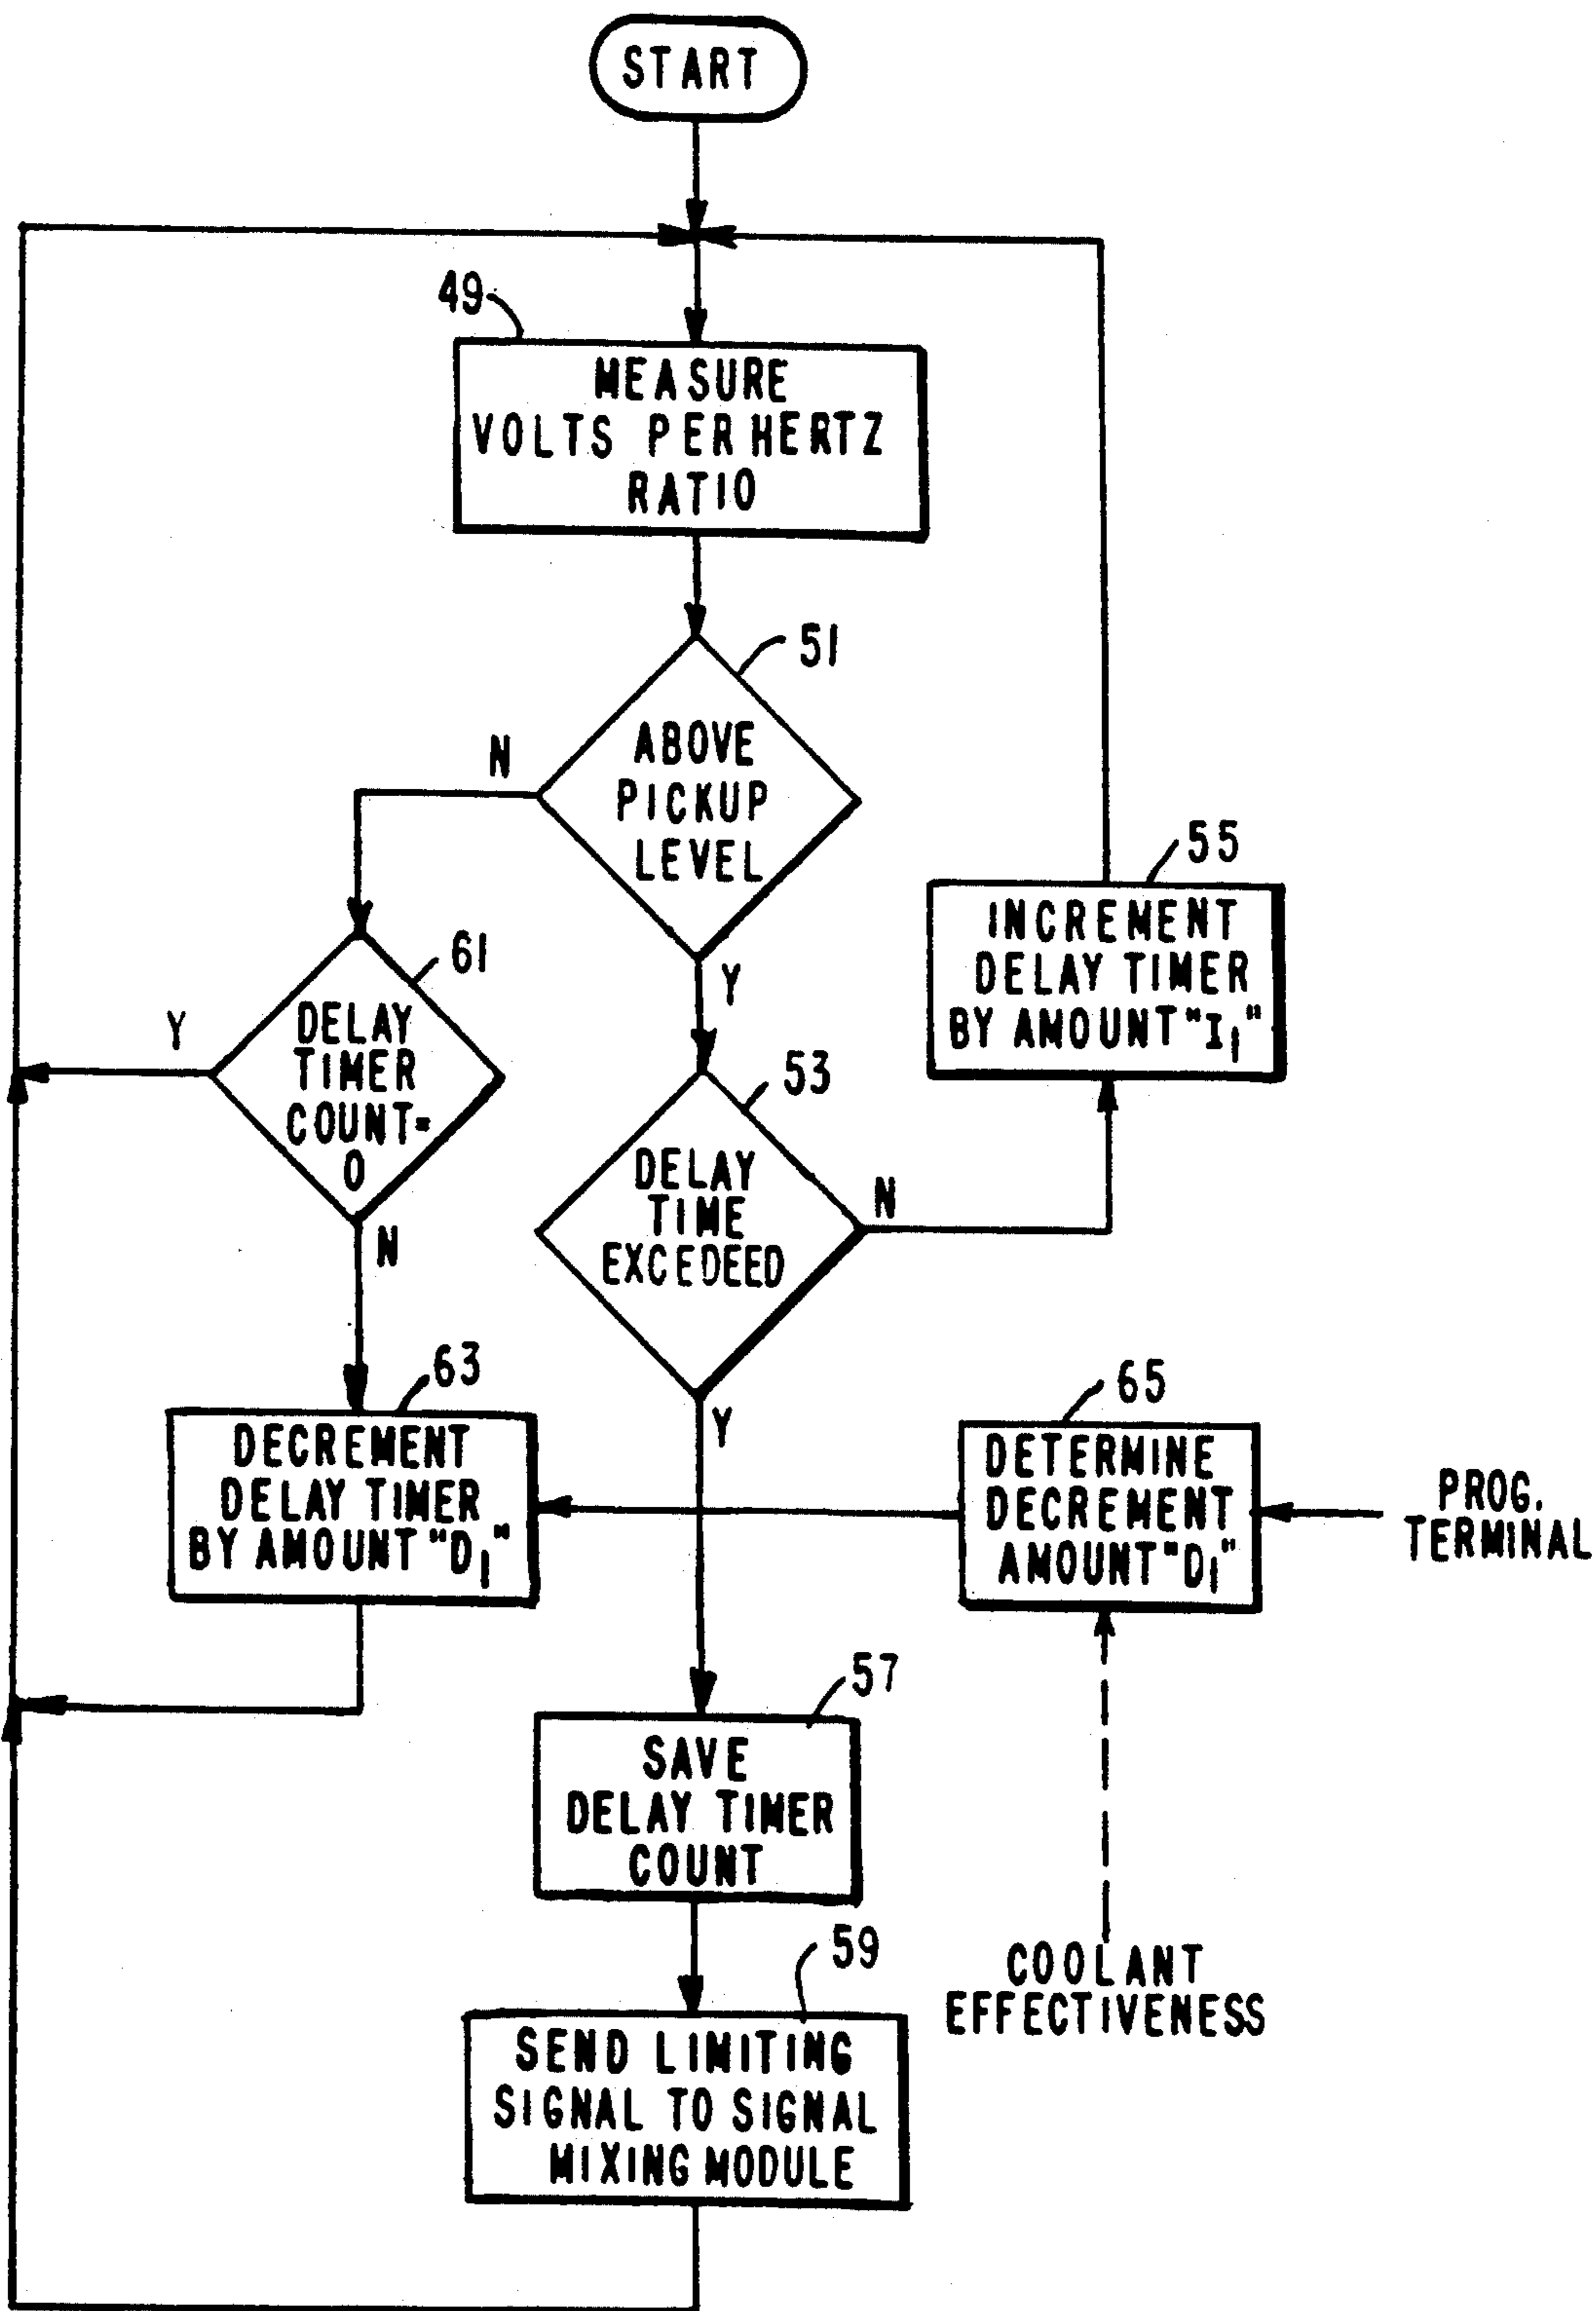 START
49
MEASURE
VOLTS PER HERTZ
RATIO
51
ABOVE
PICKUP
LEVEL
N
Y
55
INCREMENT
DELAY TIMER
BY AMOUNT "I1"
61
DELAY
TIMER
COUNT=
0
Y
N
53
DELAY
TIME
EXCEDEED
N
Y
63
DECREMENT
DELAY TIMER
BY AMOUNT "D1"
65
DETERMINE
DECREMENT
AMOUNT "D1"
PROG.
TERMINAL
57
SAVE
DELAY TIMER
COUNT
COOLANT
EFFECTIVENESS
59
SEND LIMITING
SIGNAL TO SIGNAL
MIXING MODULE